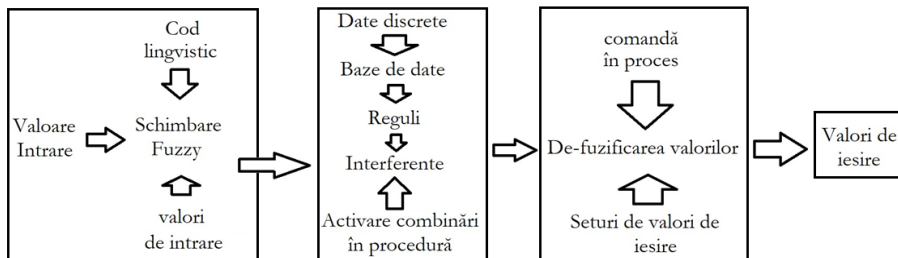 Cod
lingvistic
Valoare
Intrare
Schimbare
Fuzzy
valori
de intrare
Date discrete
Baze de date
Reguli
Interferente
Activare combinări
în procedură
comandă
în proces
De-fuzificarea valorilor
Seturi de valori de
iesire
Valori de
iesire